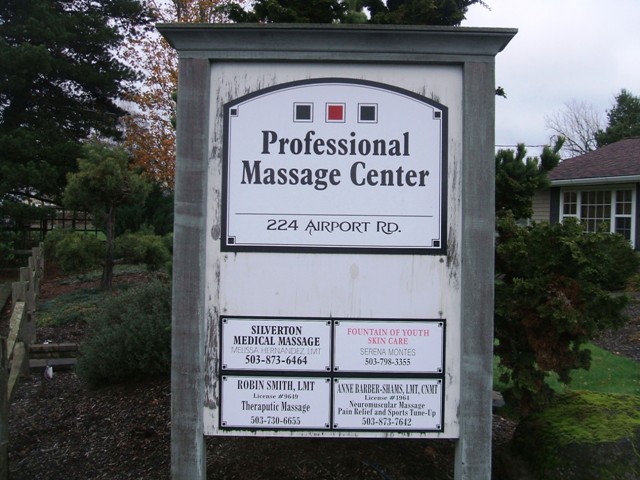 Professional
Massage Center
224 AIRPORT RD.
SILVERTON
MEDICAL MASSAGE
MELISSA HERNANDEZ LMT
503-873-6464
FOUNTAIN OF YOUTH
SKIN CARE
SERENA MONTES
503-798-3355
ROBIN SMITH, LMT
License #9649
Theraputic Massage
503-730-6655
ANNE BARBER-SHAMS, LMT, CNMT
License #1964
Neuromuscular Massage
Pain Relief and Sports Tune-Up
503-873-7642